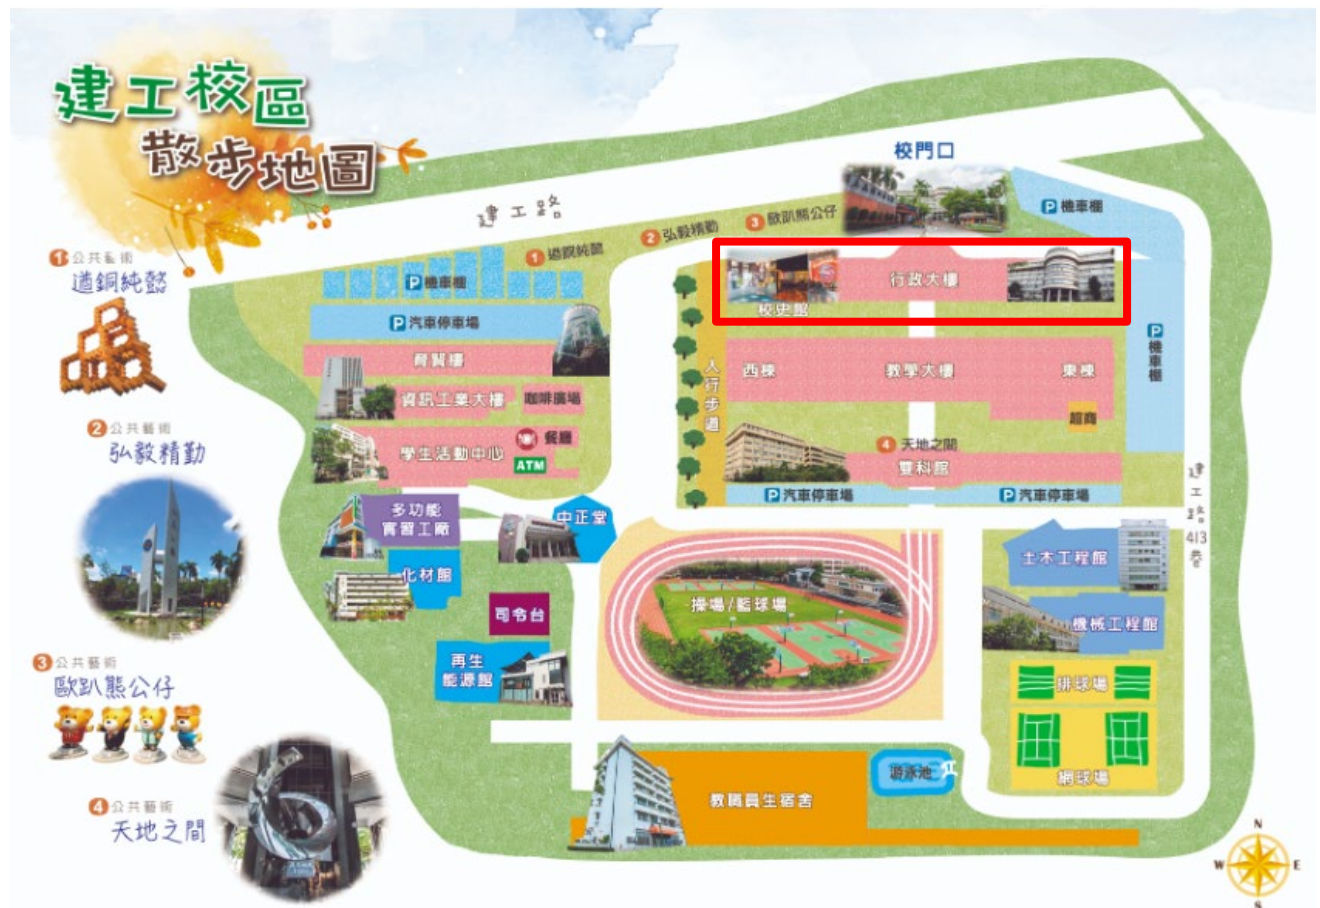 建工校區
散步地圖
校門口
P 機車棚
建工路
3 歐趴熊公仔
2 弘毅精勤
1 遒銅純懿
1 公共藝術
遒銅純懿
P 機車棚
P 汽車停車場
育賢樓
資訊工業大樓
咖啡廣場
學生活動中心
餐廳
ATM
校史館
行政大樓
人行步道
西棟
教學大樓
東棟
超商
P 機車棚
4 天地之間
雙科館
P 汽車停車場
P 汽車停車場
建工路413巷
2 公共藝術
弘毅精勤
多功能
實習工廠
中正堂
化材館
司令台
再生
能源館
操場/籃球場
土木工程館
機械工程館
排球場
網球場
3 公共藝術
歐趴熊公仔
4 公共藝術
天地之間
教職員生宿舍
游泳池
N
W
E
S